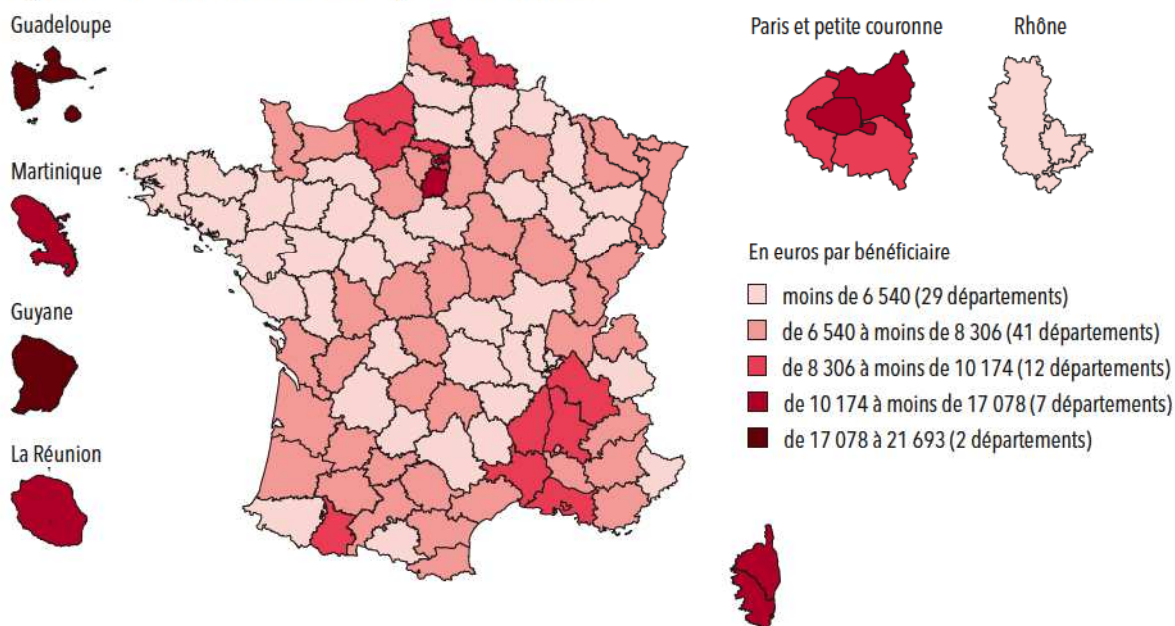 Guadeloupe
Martinique
Guyane
La Réunion
Paris et petite couronne
Rhône
En euros par bénéficiaire
moins de 6 540 (29 départements)
de 6 540 à moins de 8 306 (41 départements)
de 8 306 à moins de 10 174 (12 départements)
de 10 174 à moins de 17 078 (7 départements)
de 17 078 à 21 693 (2 départements)